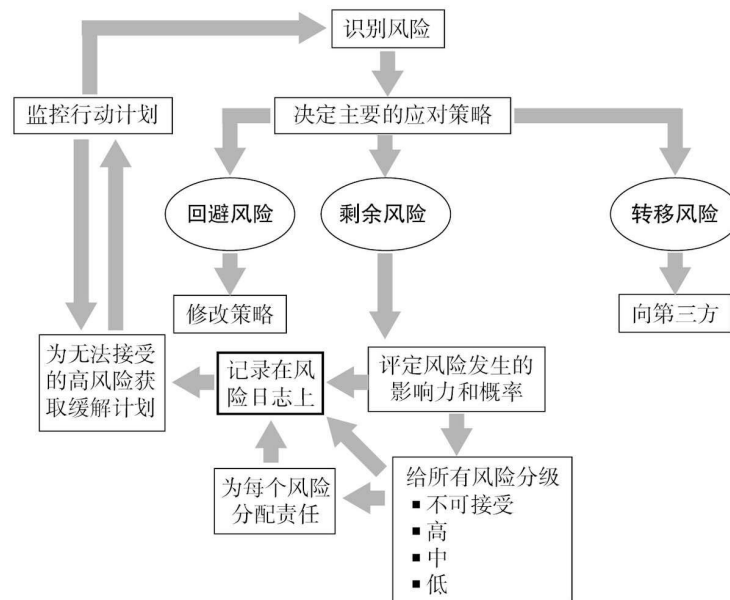 识别风险
监控行动计划
决定主要的应对策略
回避风险
剩余风险
转移风险
修改策略
向第三方
为无法接受
的高风险获
取缓解计划
记录在风
险日志上
评定风险发生的
影响力和概率
为每个风险
分配责任
给所有风险分级
▪ 不可接受
▪ 高
▪ 中
▪ 低